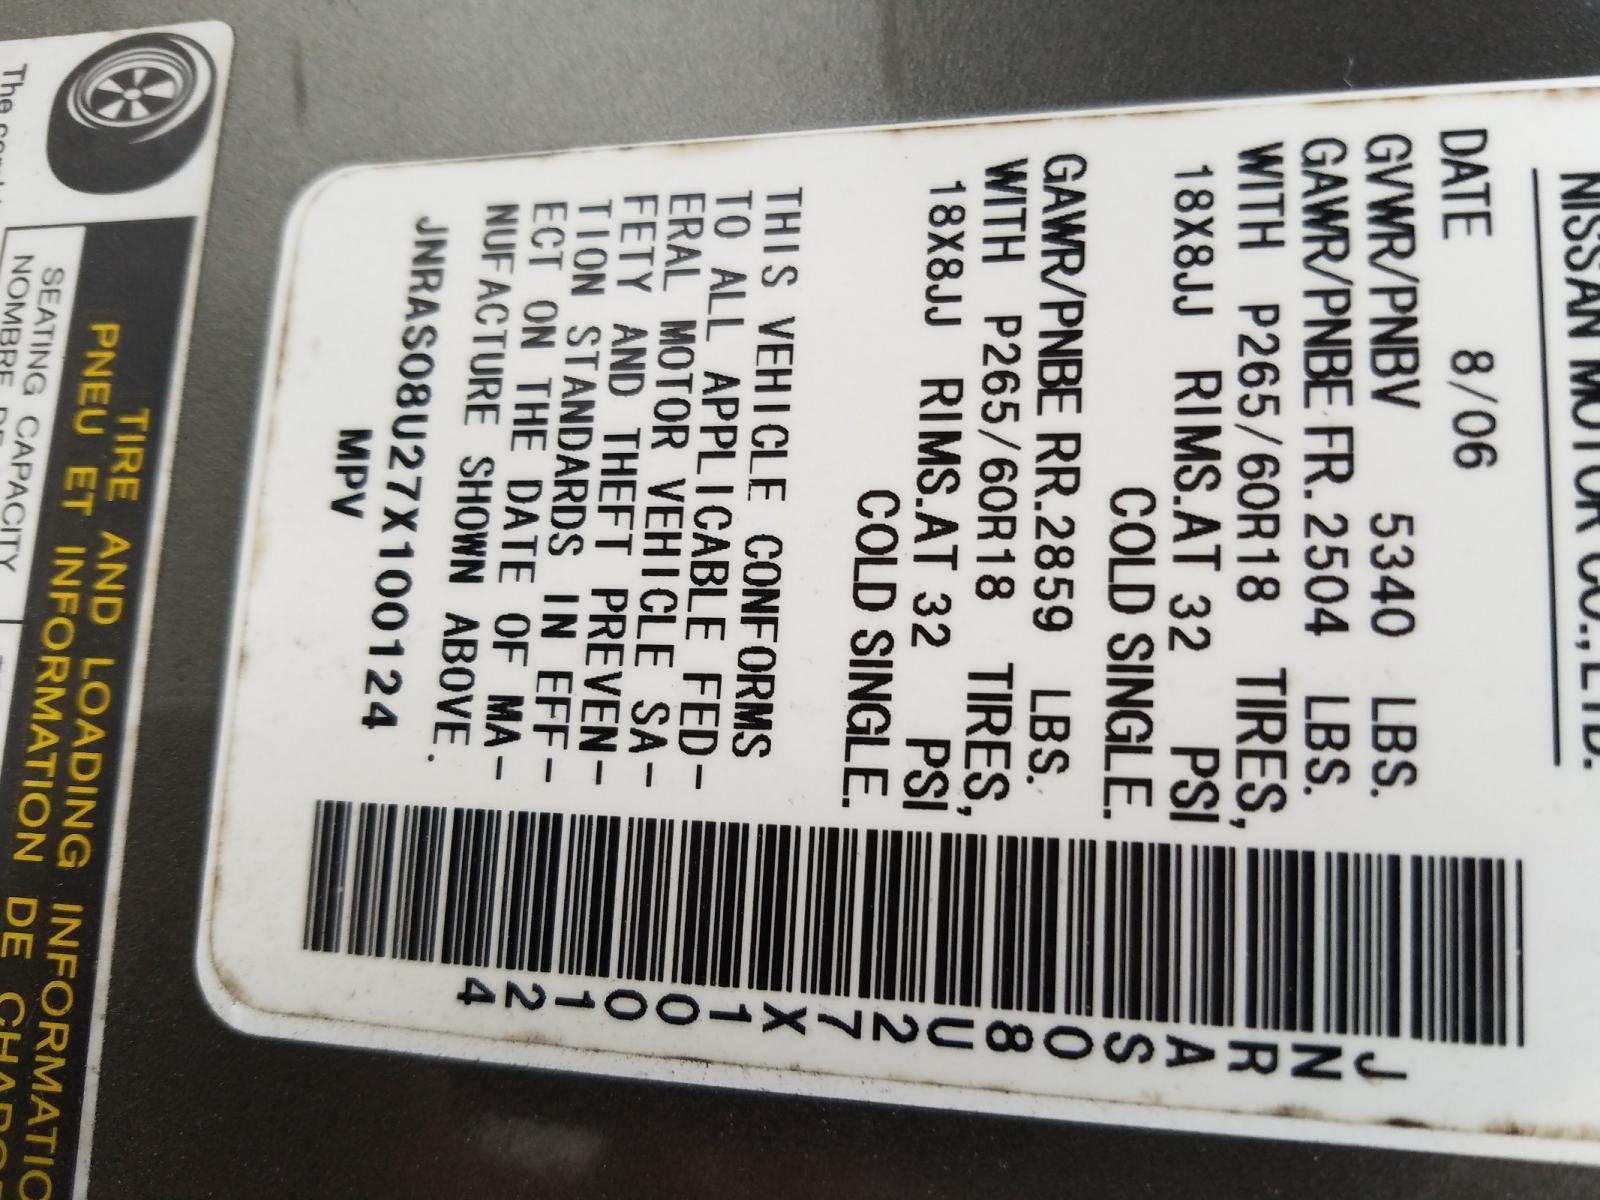 NISSAN MOTOR CO.,LTD.
DATE 8/06
GVWR/PNBV 5340 LBS.
GAWR/PNBE FR. 2504 LBS.
WITH P265/60R18 TIRES,
18X8JJ RIMS.AT 32 PSI
COLD SINGLE.
GAWR/PNBE RR.2859 LBS.
WITH P265/60R18 TIRES,
18X8JJ RIMS.AT 32 PSI
COLD SINGLE.
THIS VEHICLE CONFORMS
TO ALL APPLICABLE FED-
ERAL MOTOR VEHICLE SA-
FETY AND THEFT PREVEN-
TION STANDARDS IN EFF-
ECT ON THE DATE OF MA-
NUFACTURE SHOWN ABOVE.
JNRAS08U27X100124
MPV
JNRAS08U27X100124
TIRE AND LOADING INFORMATIO
PNEU ET INFORMATION DE
SEATING CAPACITY
NOMBRE DE
The